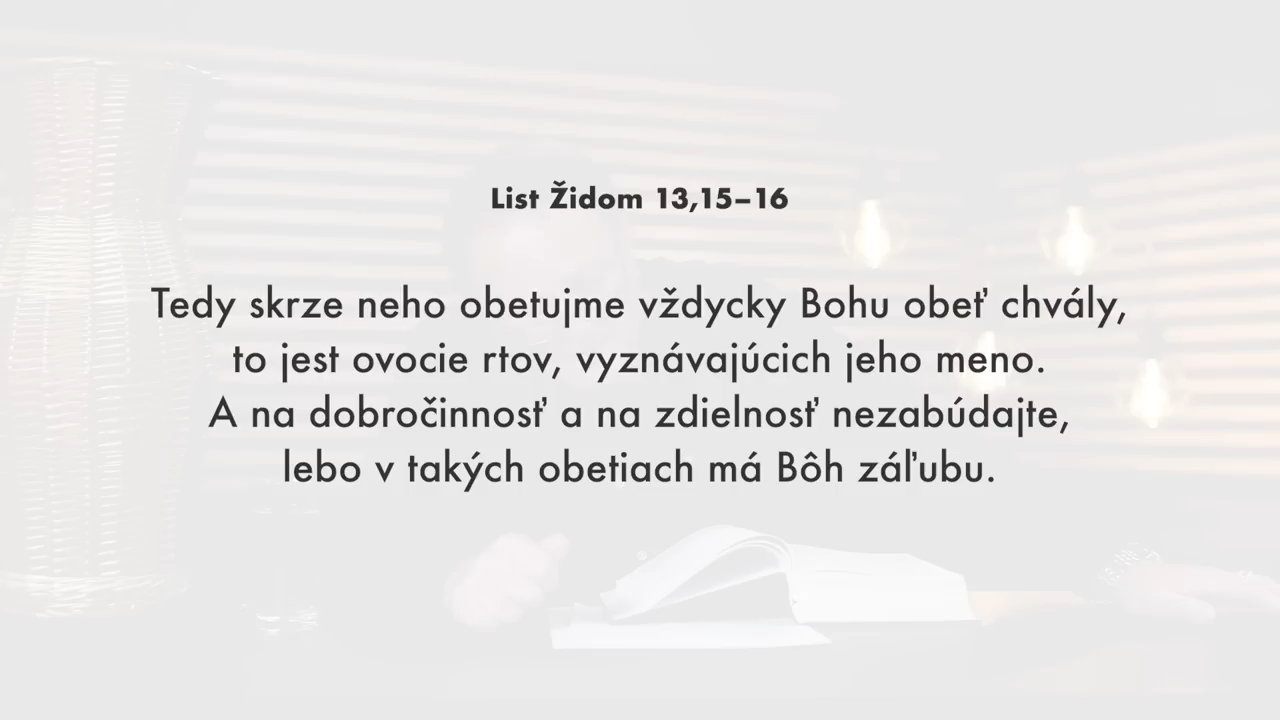 List Židom 13,15–16
Tedy skrze neho obetujme vždycky Bohu obeť chvály,
to jest ovocie rtov, vyznávajúcich jeho meno.
A na dobročinnosť a na zdielnosť nezabúdajte,
lebo v takých obetiach má Bôh záľubu.